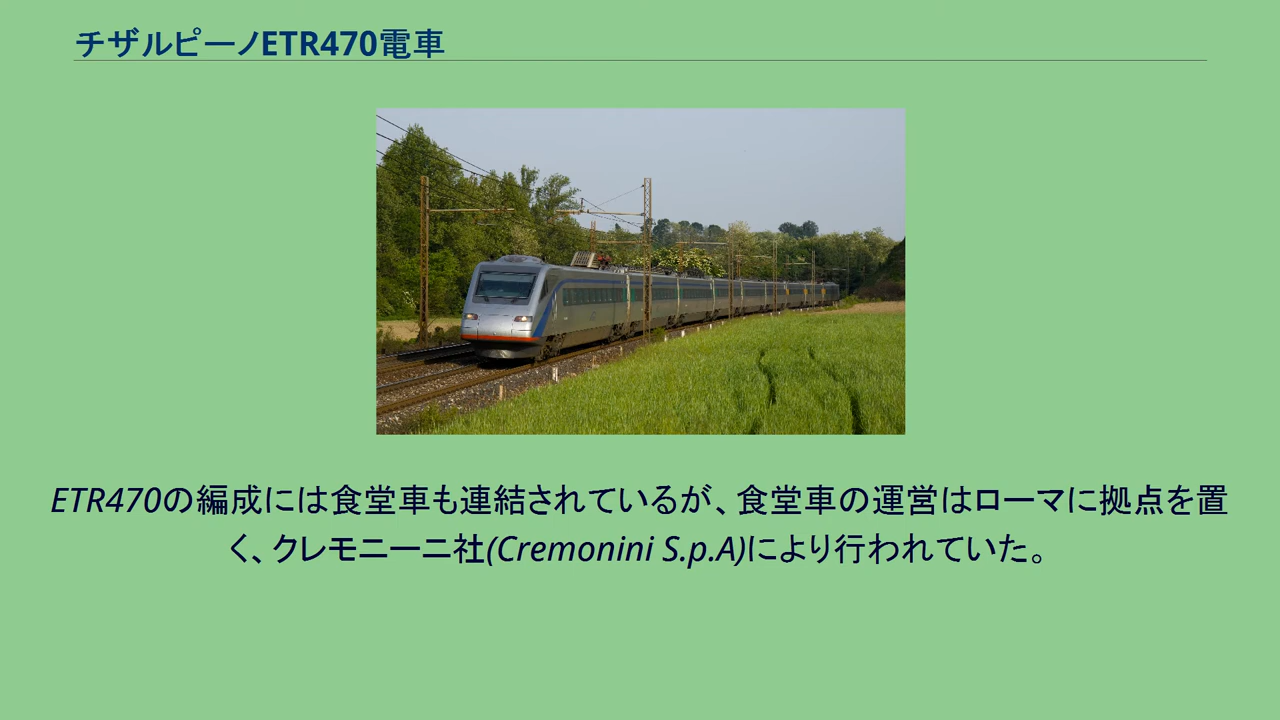 チザルピーノETR470電車
ETR470の編成には食堂車も連結されているが、食堂車の運営はローマに拠点を置
く、クレモニーニ社(Cremonini S.p.A)により行われていた。